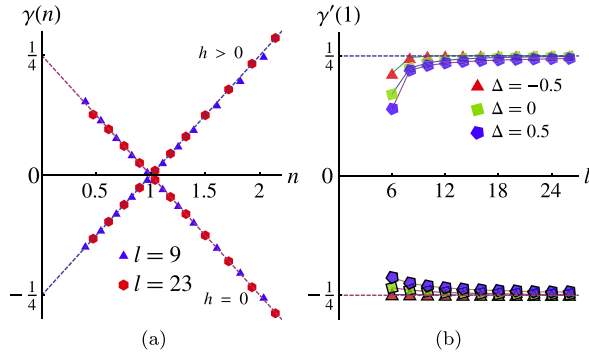 γ(n)
1/4
h > 0
0
0.5
1
1.5
2
n
l = 9
l = 23
h = 0
−1/4
(a)
γ′(1)
1/4
Δ = −0.5
Δ = 0
Δ = 0.5
0
6
12
18
24
l
−1/4
(b)